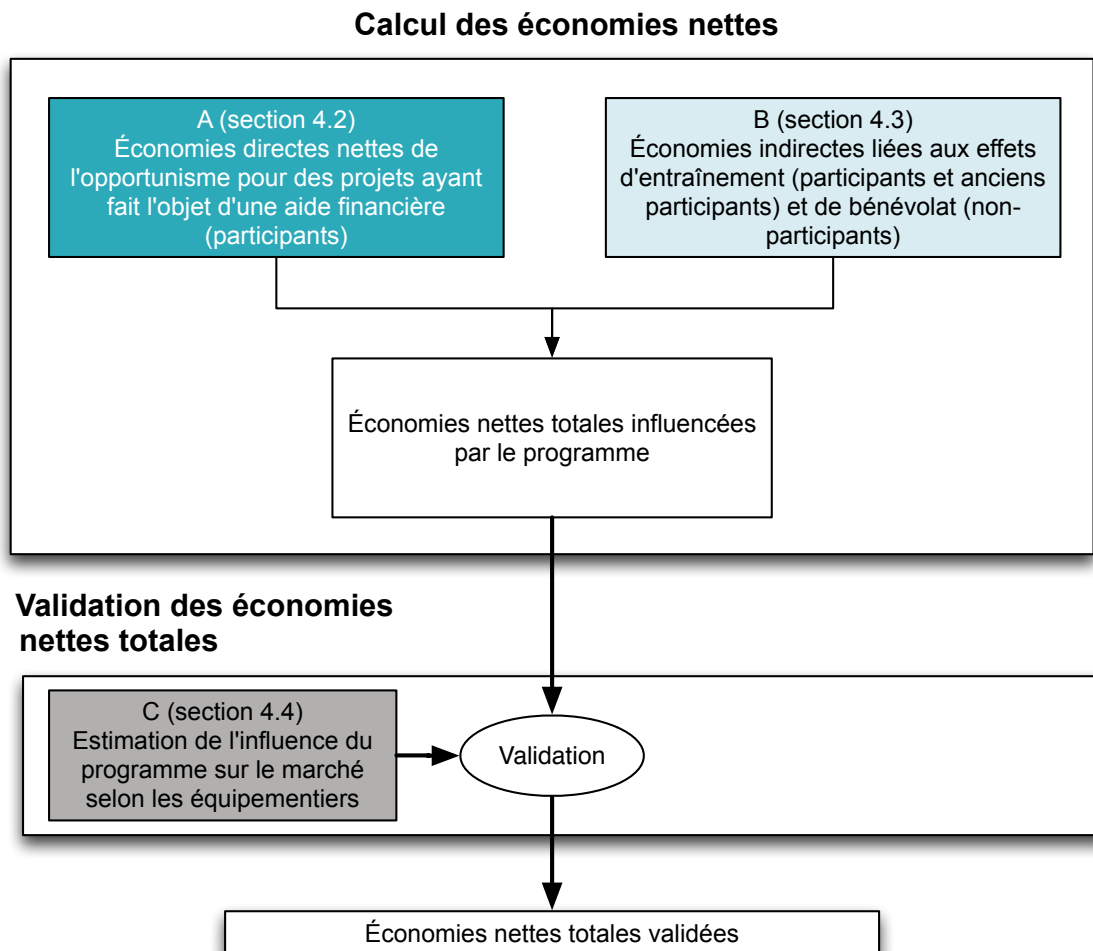 Calcul des économies nettes
A (section 4.2)
Économies directes nettes de
l'opportunisme pour des projets ayant
fait l'objet d'une aide financière
(participants)
B (section 4.3)
Économies indirectes liées aux effets
d'entraînement (participants et anciens
participants) et de bénévolat (non-
participants)
Économies nettes totales influencées
par le programme
Validation des économies
nettes totales
C (section 4.4)
Estimation de l'influence du
programme sur le marché
selon les équipementiers
Validation
Économies nettes totales validées